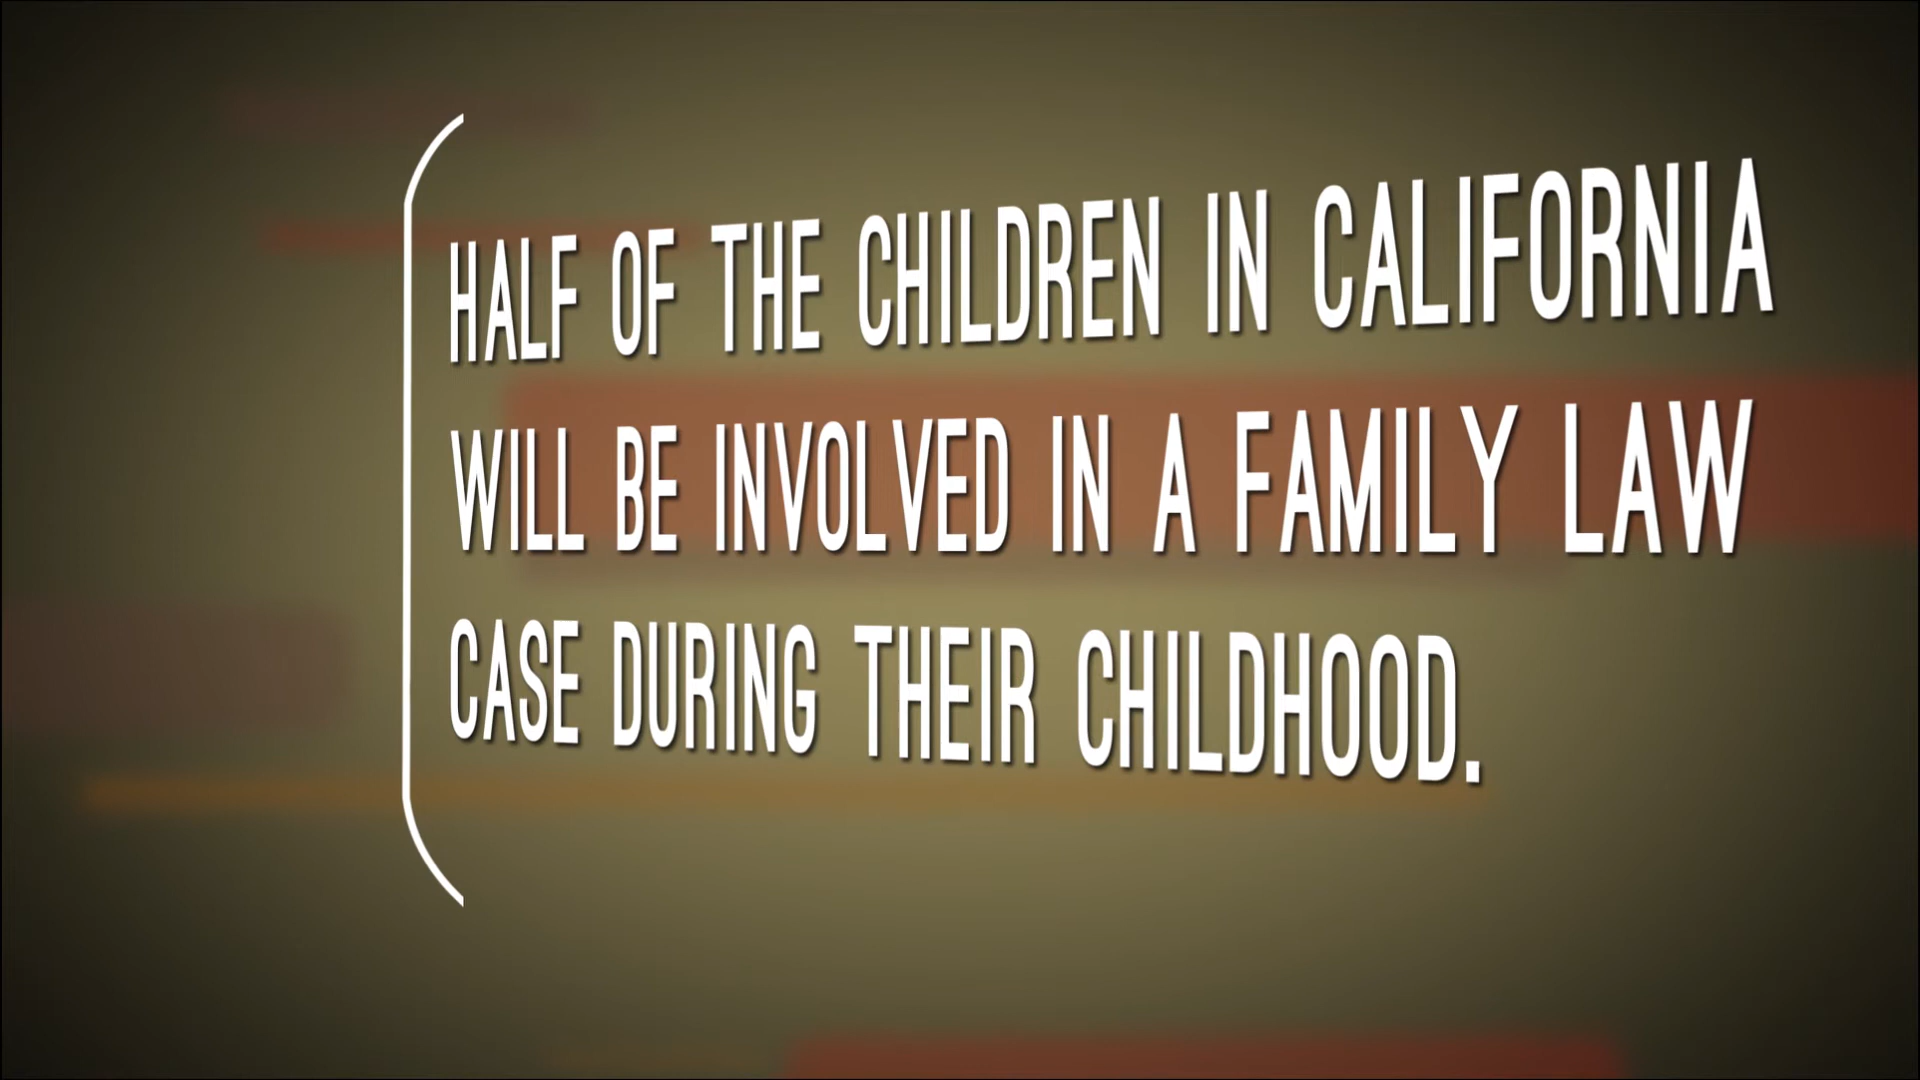 HALF OF THE CHILDREN IN CALIFORNIA
WILL BE INVOLVED IN A FAMILY LAW
CASE DURING THEIR CHILDHOOD.